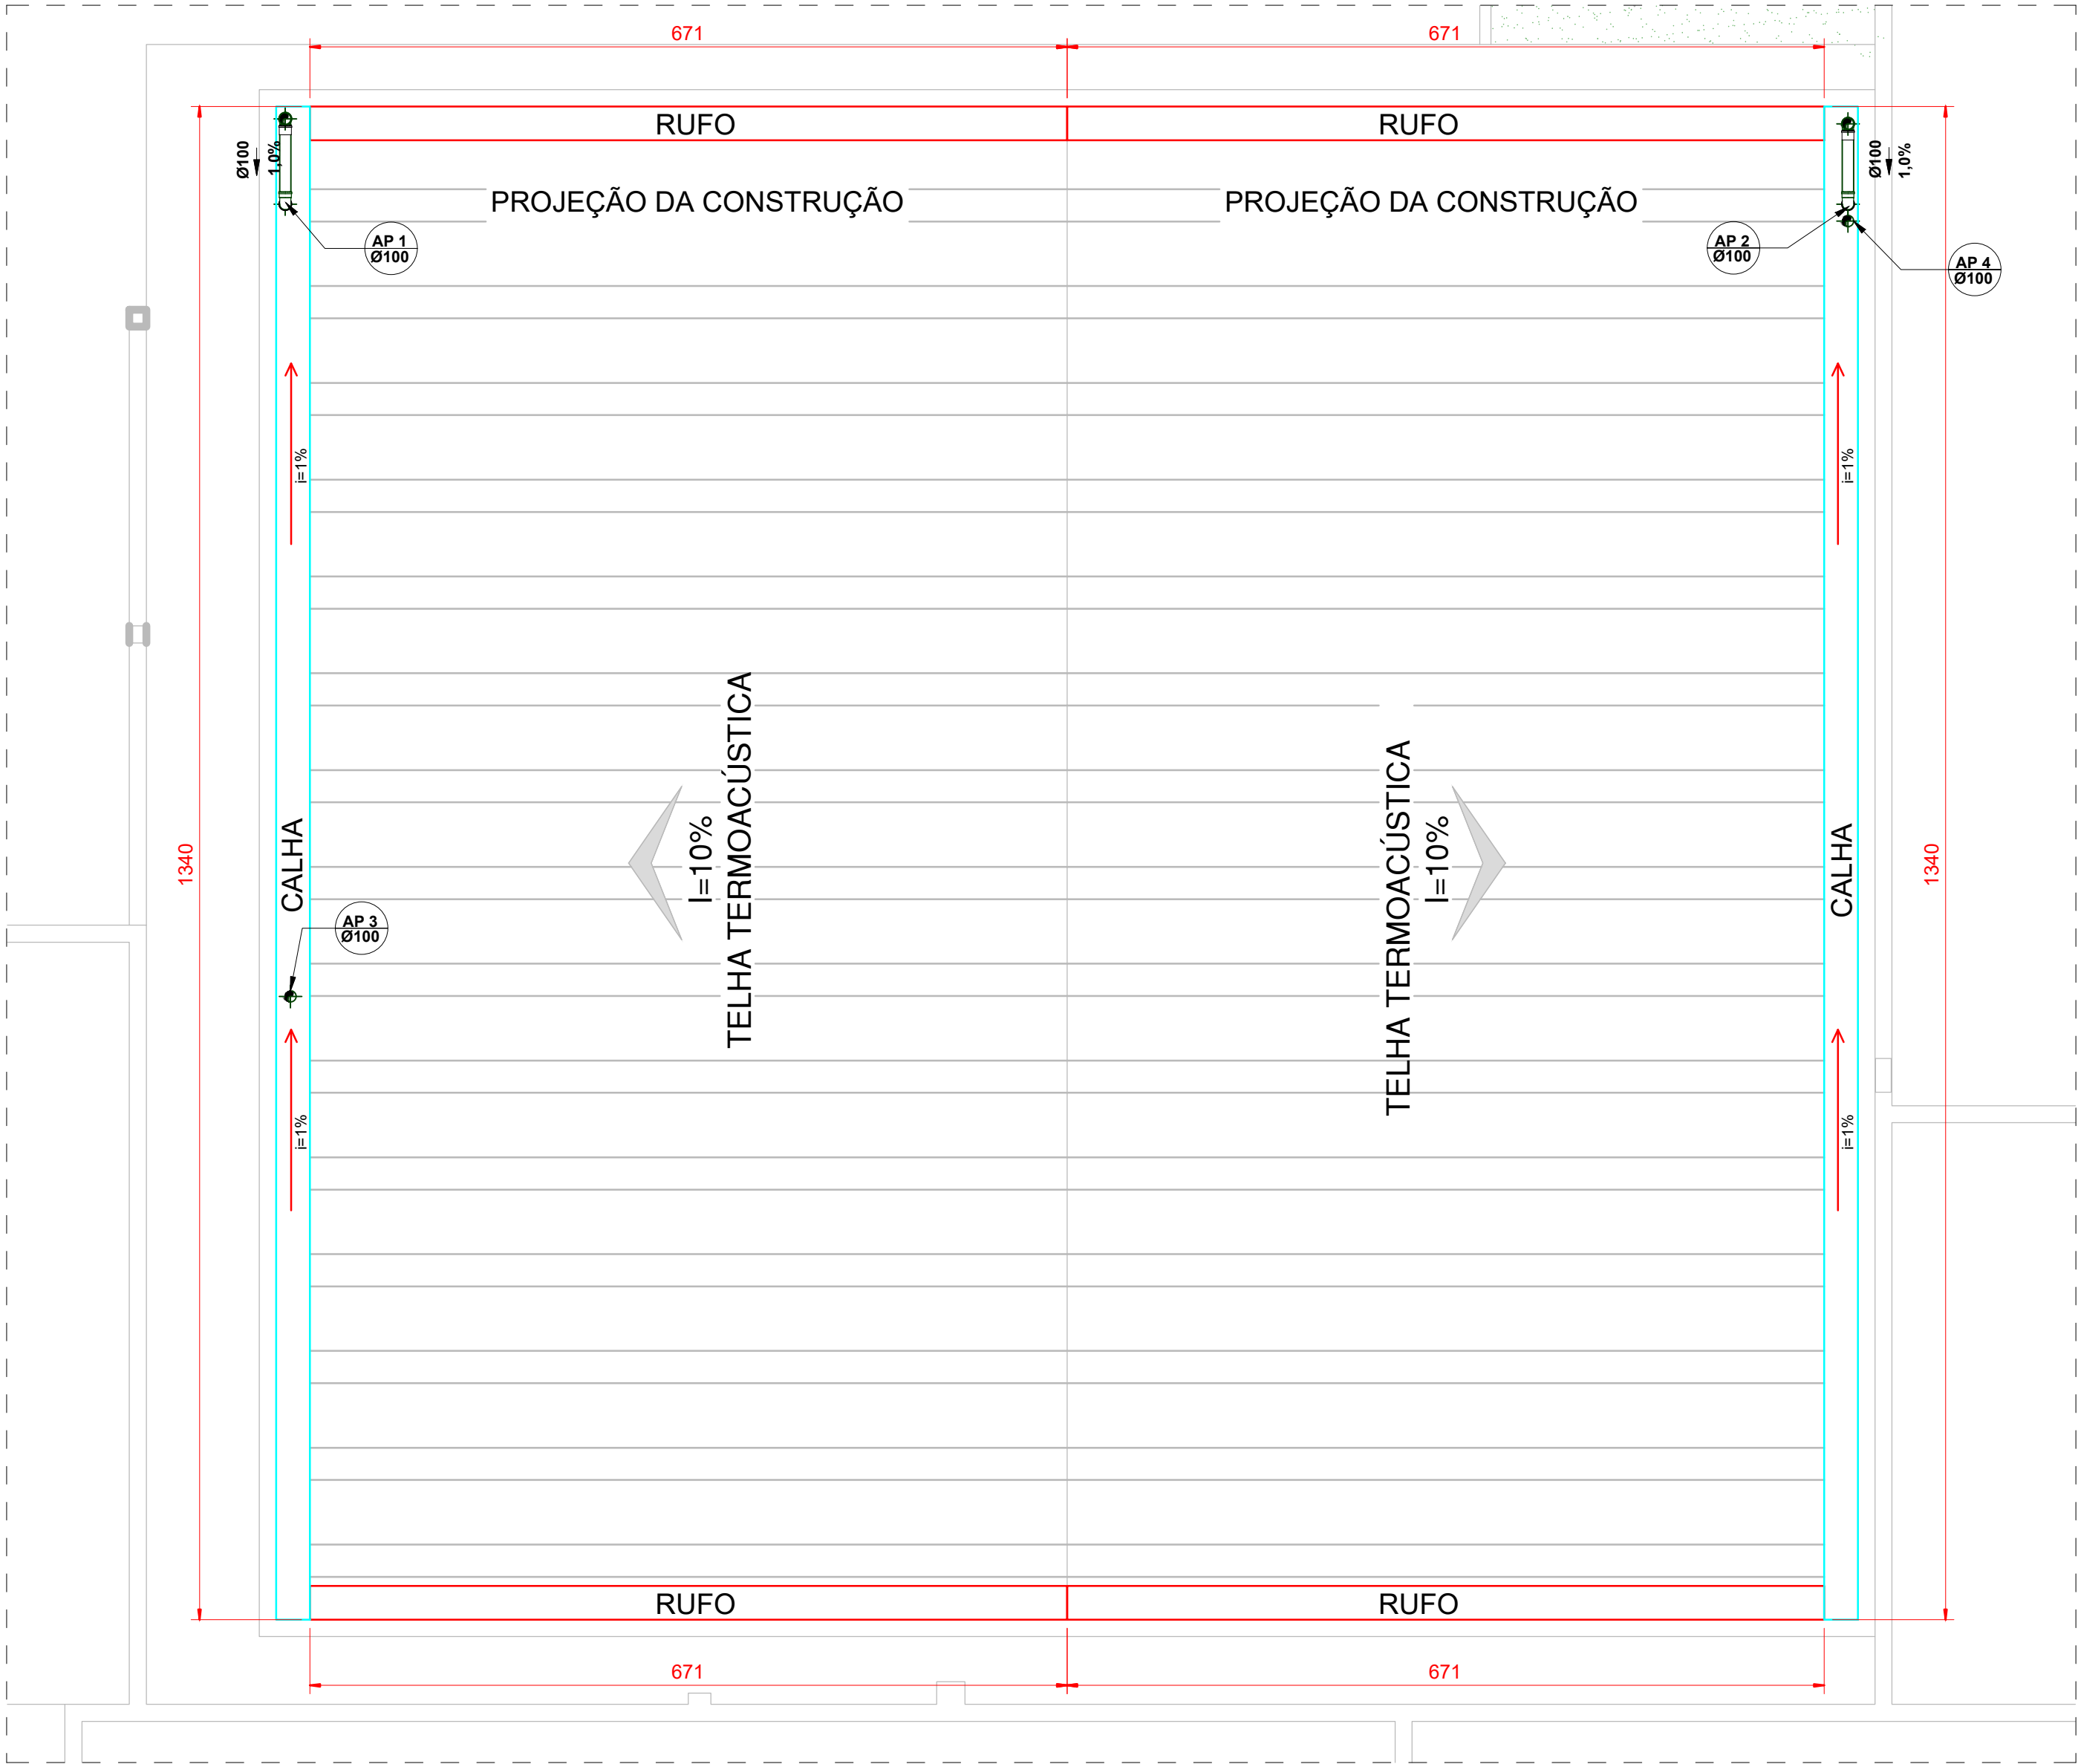 671
671
RUFO
RUFO
Ø100
1,0%
Ø100
1,0%
PROJEÇÃO DA CONSTRUÇÃO
PROJEÇÃO DA CONSTRUÇÃO
AP 1
Ø100
AP 2
Ø100
AP 4
Ø100
i=1%
i=1%
1340
CALHA
I=10%
TELHA TERMOACÚSTICA
TELHA TERMOACÚSTICA
I=10%
CALHA
1340
AP 3
Ø100
i=1%
i=1%
RUFO
RUFO
671
671